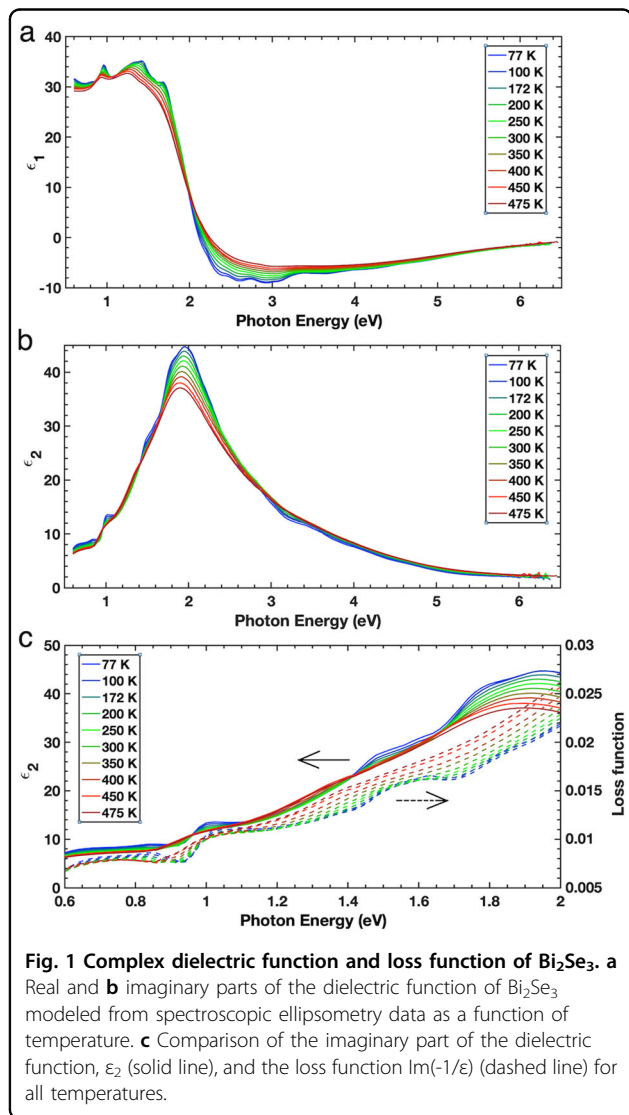 a
40
30
20
10
0
-10
ϵ1
1 2 3 4 5 6
Photon Energy (eV)
77 K
100 K
172 K
200 K
250 K
300 K
350 K
400 K
450 K
475 K
b
40
30
20
10
0
ϵ2
1 2 3 4 5 6
Photon Energy (eV)
77 K
100 K
172 K
200 K
250 K
300 K
350 K
400 K
450 K
475 K
c
50
40
30
20
10
0
ϵ2
0.6 0.8 1 1.2 1.4 1.6 1.8 2
Photon Energy (eV)
77 K
100 K
172 K
200 K
250 K
300 K
350 K
400 K
450 K
475 K
0.03
0.025
0.02
0.015
0.01
0.005
Loss function
Fig. 1 Complex dielectric function and loss function of Bi₂Se₃. a
Real and b imaginary parts of the dielectric function of Bi₂Se₃
modeled from spectroscopic ellipsometry data as a function of
temperature. c Comparison of the imaginary part of the dielectric
function, ε₂ (solid line), and the loss function Im(-1/ε) (dashed line) for
all temperatures.